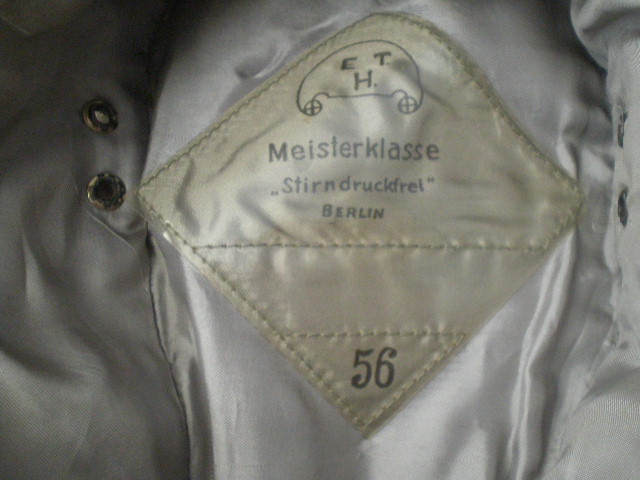 E T
H.
Meisterklasse
„Stirndruckfrei"
BERLIN
56